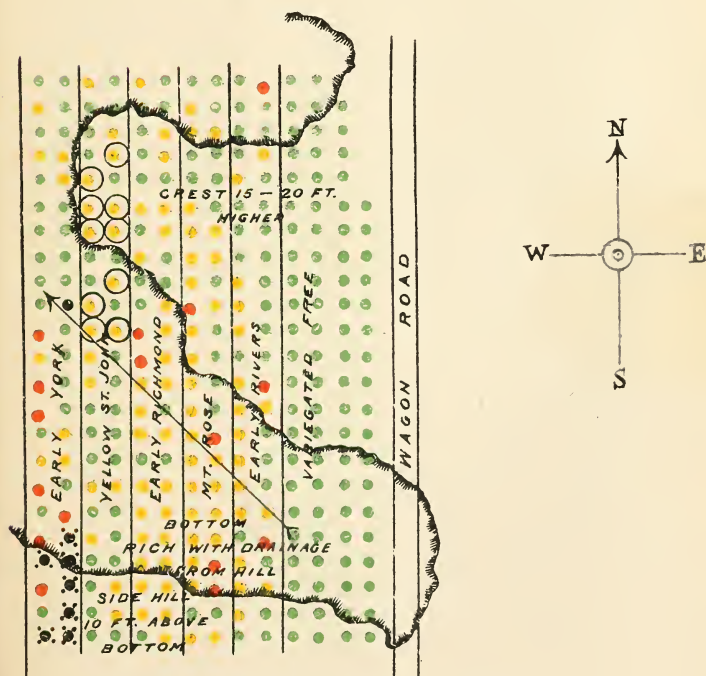 CREST 15 – 20 FT.
HIGHER
EARLY YORK
YELLOW ST. JOHN
EARLY RICHMOND
MT. ROSE
EARLY RIVERS
VARIEGATED FREE
WAGON ROAD
BOTTOM
RICH WITH DRAINAGE
FROM HILL
SIDE HILL
10 FT. ABOVE
BOTTOM
N
W
E
S